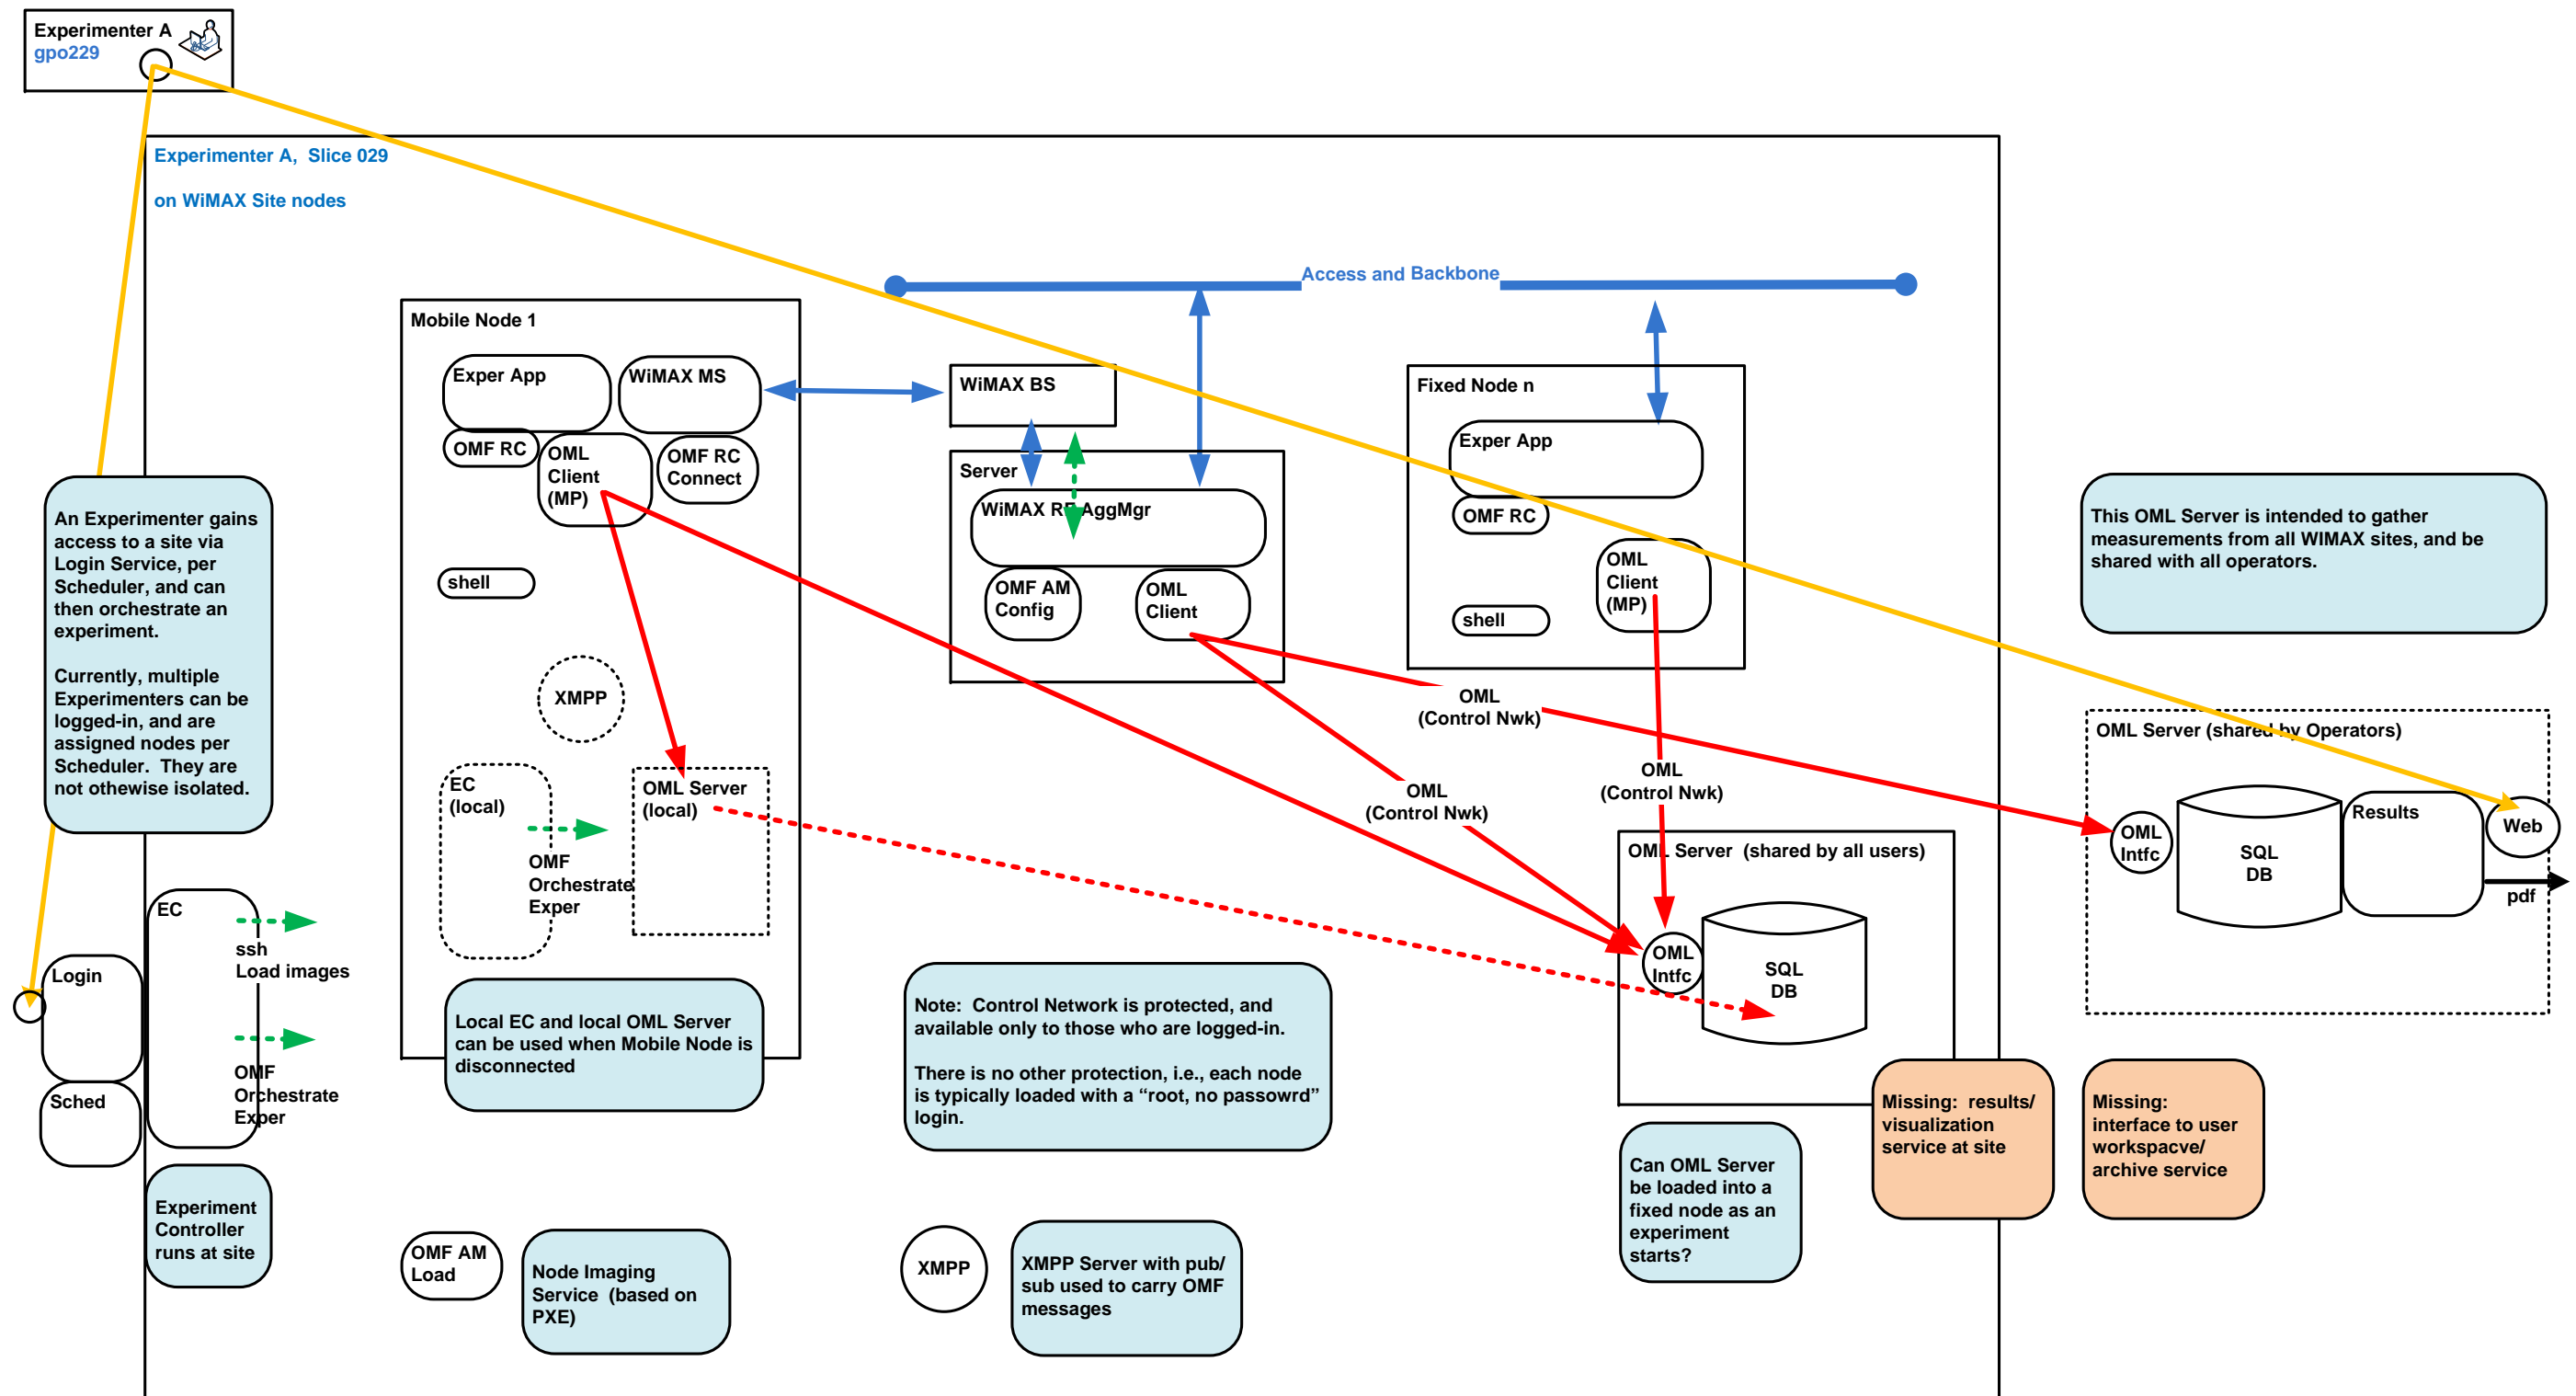 Experimenter A
gpo229
Experimenter A,  Slice 029
on WiMAX Site nodes
Access and Backbone
Mobile Node 1
Exper App
WiMAX MS
OMF RC
OML
Client
(MP)
OMF RC
Connect
shell
XMPP
EC
(local)
OML Server
(local)
OMF
Orchestrate
Exper
WiMAX BS
Server
WiMAX RF AggMgr
OMF AM
Config
OML
Client
Fixed Node n
Exper App
OMF RC
OML
Client
(MP)
shell
An Experimenter gains
access to a site via
Login Service, per
Scheduler, and can
then orchestrate an
experiment.
Currently, multiple
Experimenters can be
logged-in, and are
assigned nodes per
Scheduler.  They are
not othewise isolated.
This OML Server is intended to gather
measurements from all WIMAX sites, and be
shared with all operators.
OML
(Control Nwk)
OML
(Control Nwk)
OML
(Control Nwk)
OML Server (shared by Operators)
OML
Intfc
SQL
DB
Results
Web
pdf
OML Server  (shared by all users)
OML
Intfc
SQL
DB
EC
ssh
Load images
Login
OMF
Orchestrate
Exper
Sched
Local EC and local OML Server
can be used when Mobile Node is
disconnected
Note:  Control Network is protected, and
available only to those who are logged-in.
There is no other protection, i.e., each node
is typically loaded with a “root, no passowrd”
login.
Missing:  results/
visualization
service at site
Missing:
interface to user
workspacve/
archive service
Can OML Server
be loaded into a
fixed node as an
experiment
starts?
Experiment
Controller
runs at site
OMF AM
Load
Node Imaging
Service  (based on
PXE)
XMPP
XMPP Server with pub/
sub used to carry OMF
messages